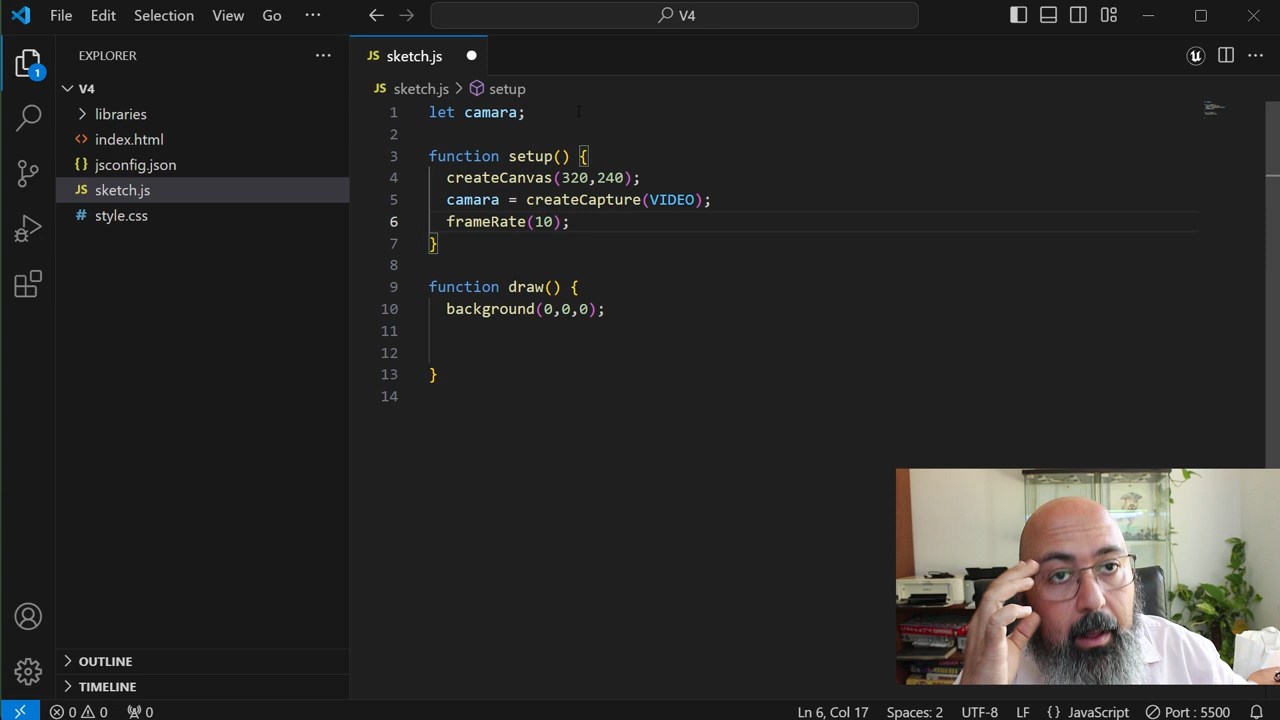 File Edit Selection View Go ··· V4
EXPLORER ···
JS sketch.js
1
V4
JS sketch.js > setup
libraries
<> index.html
{} jsconfig.json
JS sketch.js
# style.css
1 let camara;
2
3 function setup() {
4 createCanvas(320,240);
5 camara = createCapture(VIDEO);
6 frameRate(10);
7 }
8
9 function draw() {
10 background(0,0,0);
11
12
13 }
14
OUTLINE
TIMELINE
0 0 0 Ln 6, Col 17 Spaces: 2 UTF-8 LF {} JavaScript Port : 5500